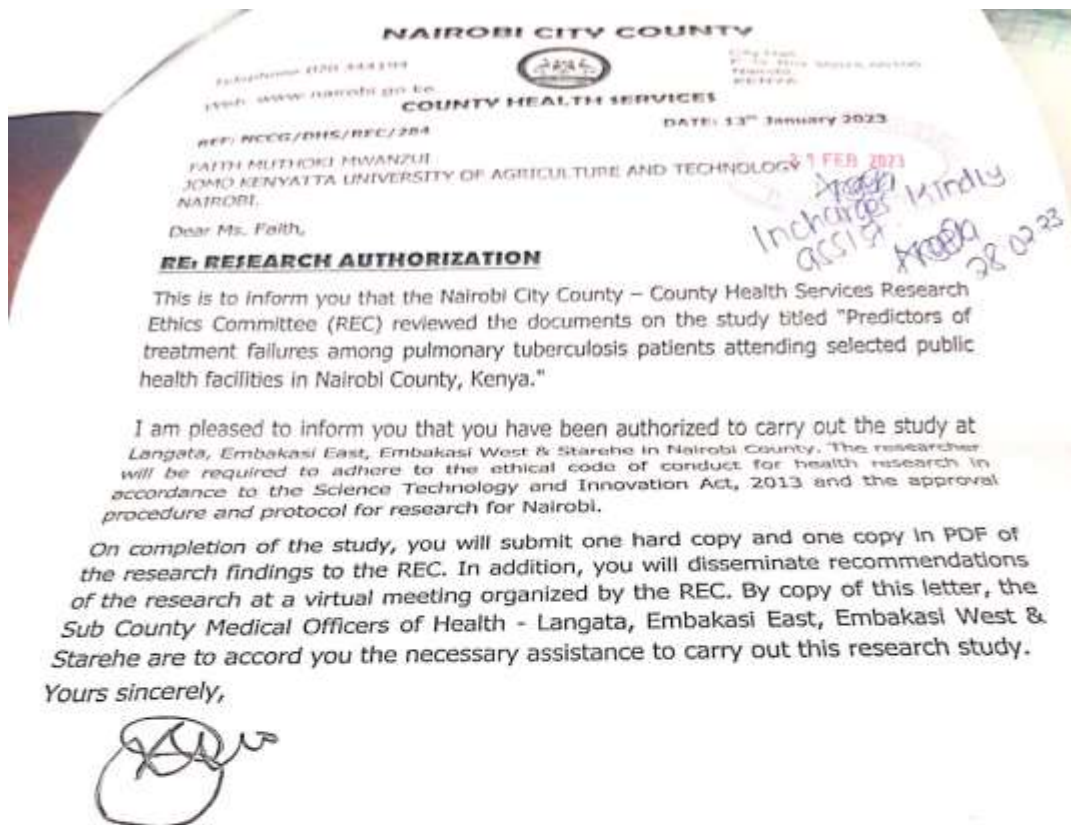 NAIROBI CITY COUNTY
Telephone 020 344194
Web: www.nairobi.go.ke
City Hall
Nairobi
KENYA
COUNTY HEALTH SERVICES
REF: NCCG/DHS/REC/284
DATE: 13TH January 2023
FAITH MUTHOKI MWANZUI
JOMO KENYATTA UNIVERSITY OF AGRICULTURE AND TECHNOLOGY
NAIROBI.
FEB 2023
Incharges Kindly
assist.
28 02 23
Dear Ms. Faith,
RE: RESEARCH AUTHORIZATION
This is to inform you that the Nairobi City County – County Health Services Research
Ethics Committee (REC) reviewed the documents on the study titled "Predictors of
treatment failures among pulmonary tuberculosis patients attending selected public
health facilities in Nairobi County, Kenya."
I am pleased to inform you that you have been authorized to carry out the study at
Langata, Embakasi East, Embakasi West & Starehe in Nairobi County. The researcher
will be required to adhere to the ethical code of conduct for health research in
accordance to the Science Technology and Innovation Act, 2013 and the approval
procedure and protocol for research for Nairobi.
On completion of the study, you will submit one hard copy and one copy in PDF of
the research findings to the REC. In addition, you will disseminate recommendations
of the research at a virtual meeting organized by the REC. By copy of this letter, the
Sub County Medical Officers of Health - Langata, Embakasi East, Embakasi West &
Starehe are to accord you the necessary assistance to carry out this research study.
Yours sincerely,